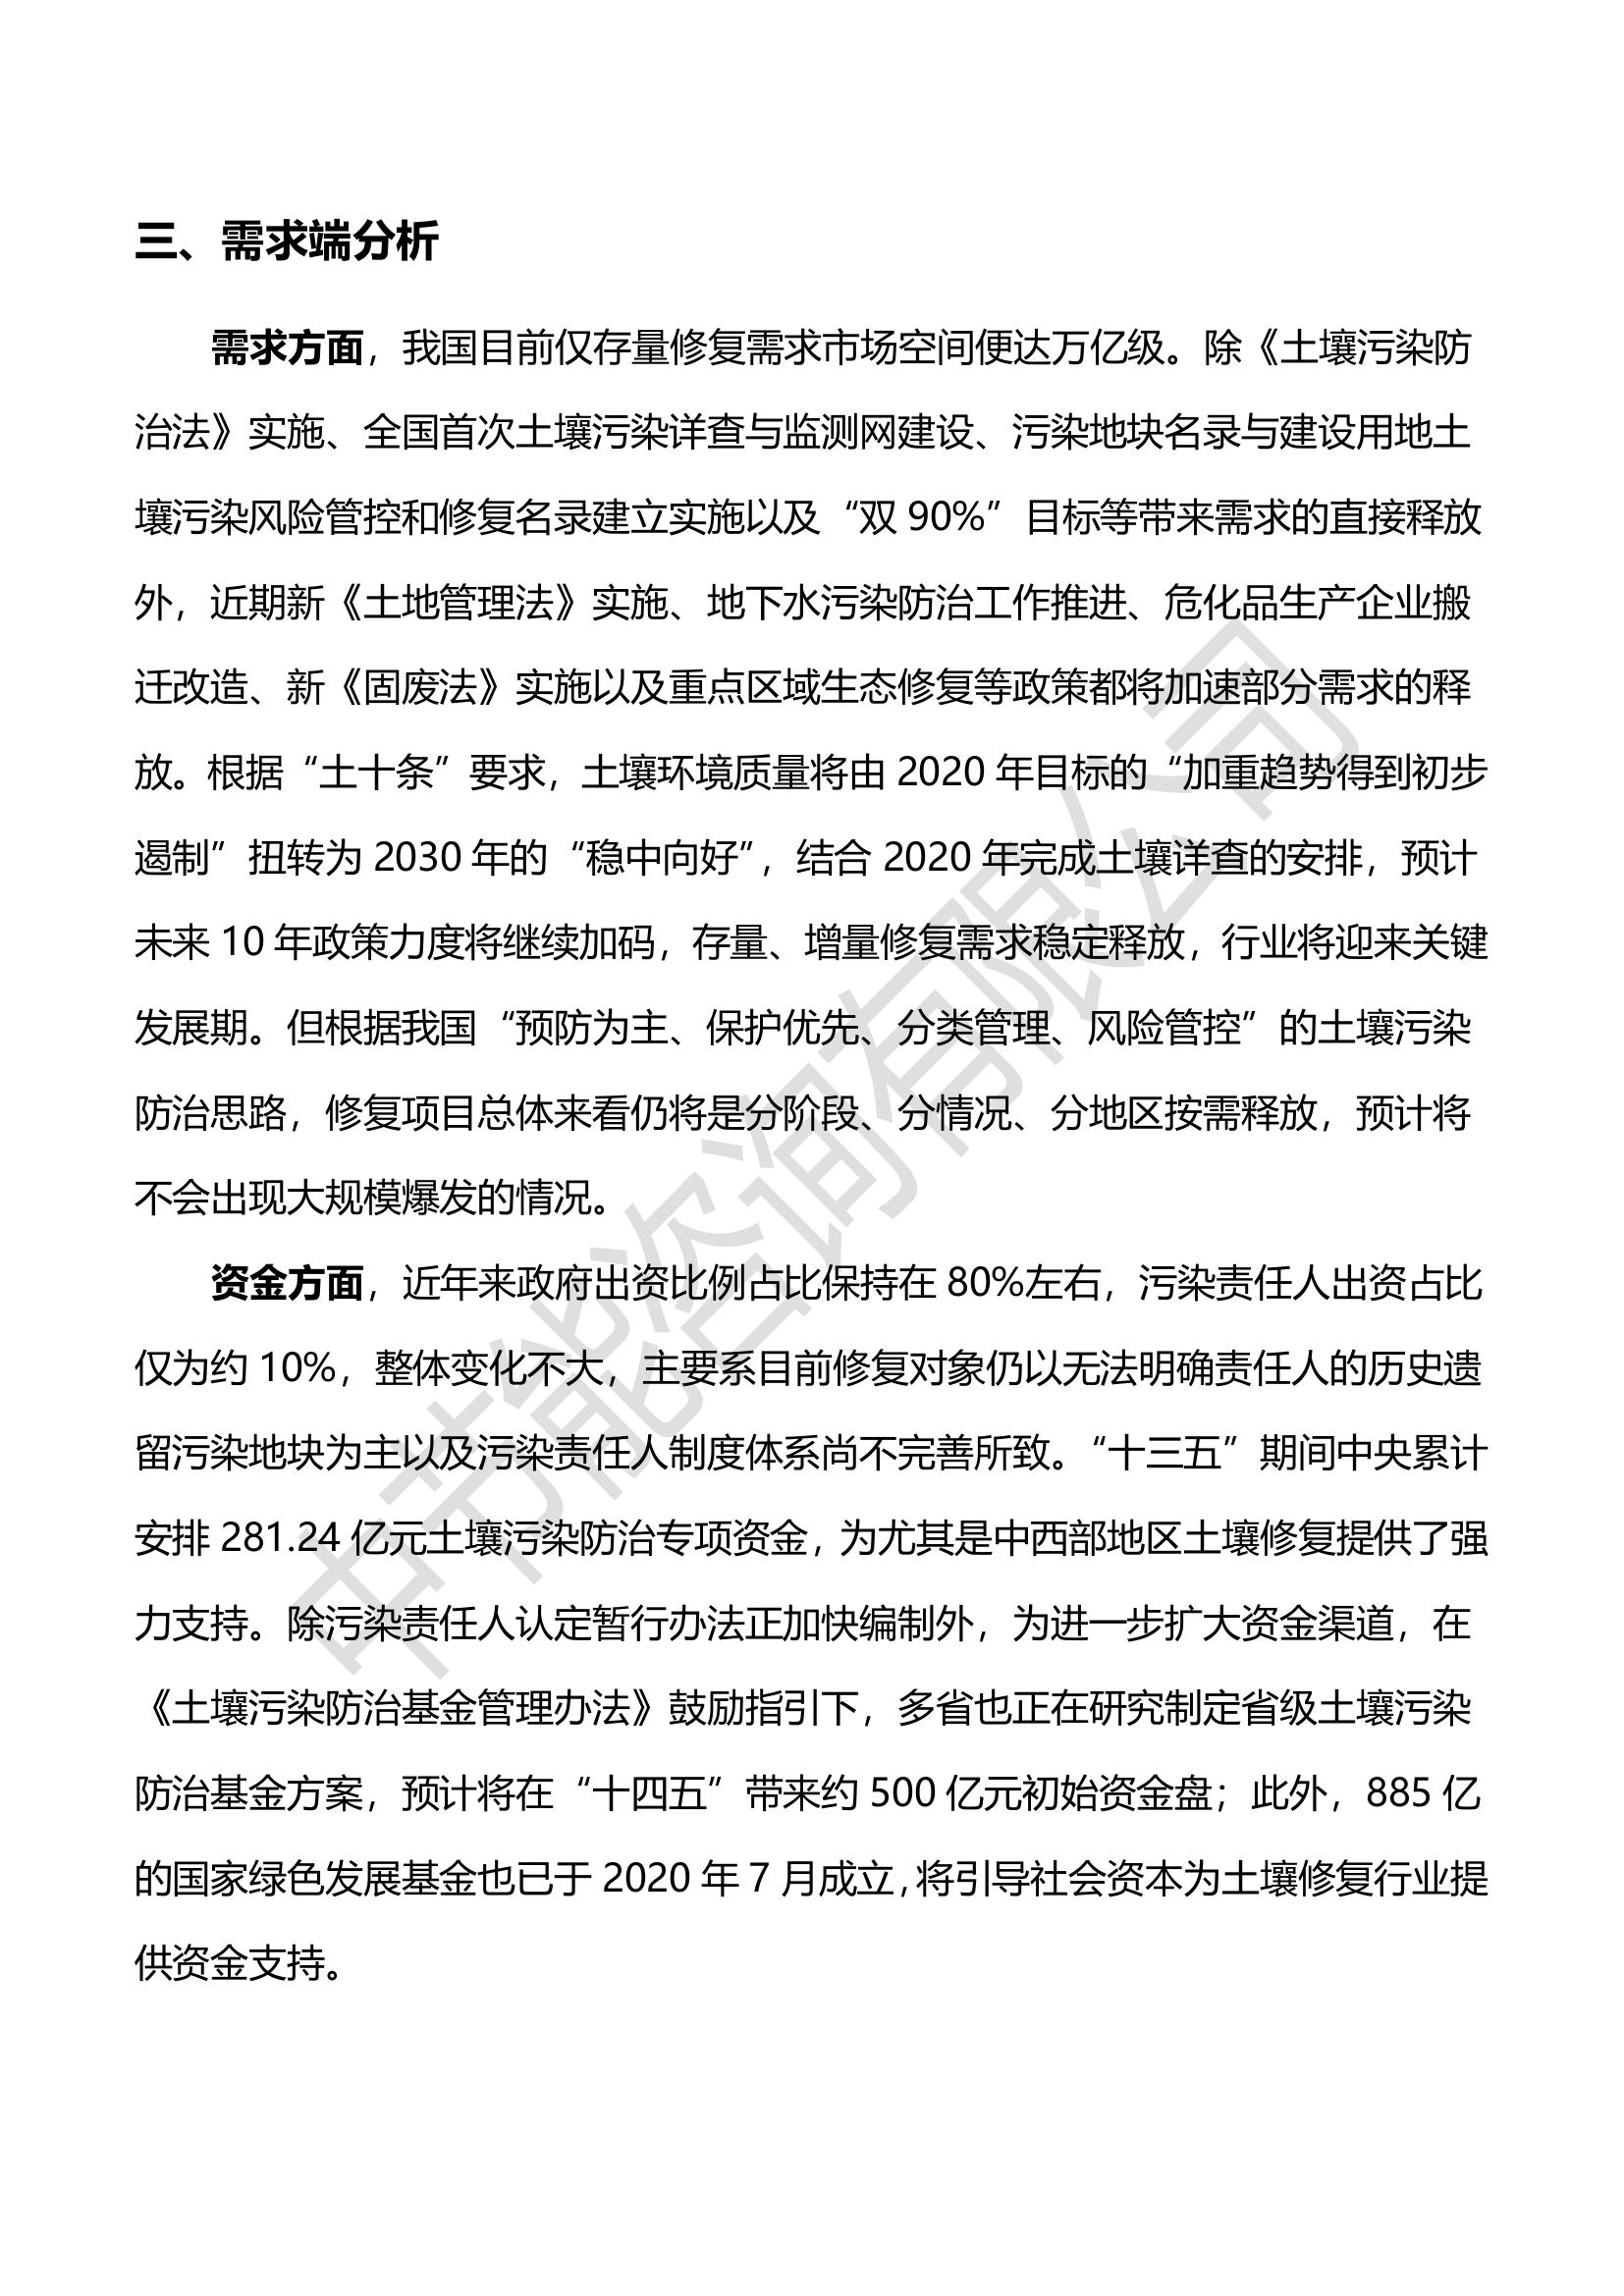 三、需求端分析
需求方面，我国目前仅存量修复需求市场空间便达万亿级。除《土壤污染防
治法》实施、全国首次土壤污染详查与监测网建设、污染地块名录与建设用地土
壤污染风险管控和修复名录建立实施以及“双 90%”目标等带来需求的直接释放
外，近期新《土地管理法》实施、地下水污染防治工作推进、危化品生产企业搬
迁改造、新《固废法》实施以及重点区域生态修复等政策都将加速部分需求的释
放。根据“土十条”要求，土壤环境质量将由 2020 年目标的“加重趋势得到初步
遏制”扭转为 2030 年的“稳中向好”，结合 2020 年完成土壤详查的安排，预计
未来 10 年政策力度将继续加码，存量、增量修复需求稳定释放，行业将迎来关键
发展期。但根据我国“预防为主、保护优先、分类管理、风险管控”的土壤污染
防治思路，修复项目总体来看仍将是分阶段、分情况、分地区按需释放，预计将
不会出现大规模爆发的情况。
资金方面，近年来政府出资比例占比保持在 80%左右，污染责任人出资占比
仅为约 10%，整体变化不大，主要系目前修复对象仍以无法明确责任人的历史遗
留污染地块为主以及污染责任人制度体系尚不完善所致。“十三五”期间中央累计
安排 281.24 亿元土壤污染防治专项资金，为尤其是中西部地区土壤修复提供了强
力支持。除污染责任人认定暂行办法正加快编制外，为进一步扩大资金渠道，在
《土壤污染防治基金管理办法》鼓励指引下，多省也正在研究制定省级土壤污染
防治基金方案，预计将在“十四五”带来约 500 亿元初始资金盘；此外，885 亿
的国家绿色发展基金也已于 2020 年 7 月成立，将引导社会资本为土壤修复行业提
供资金支持。
中节能咨询有限公司